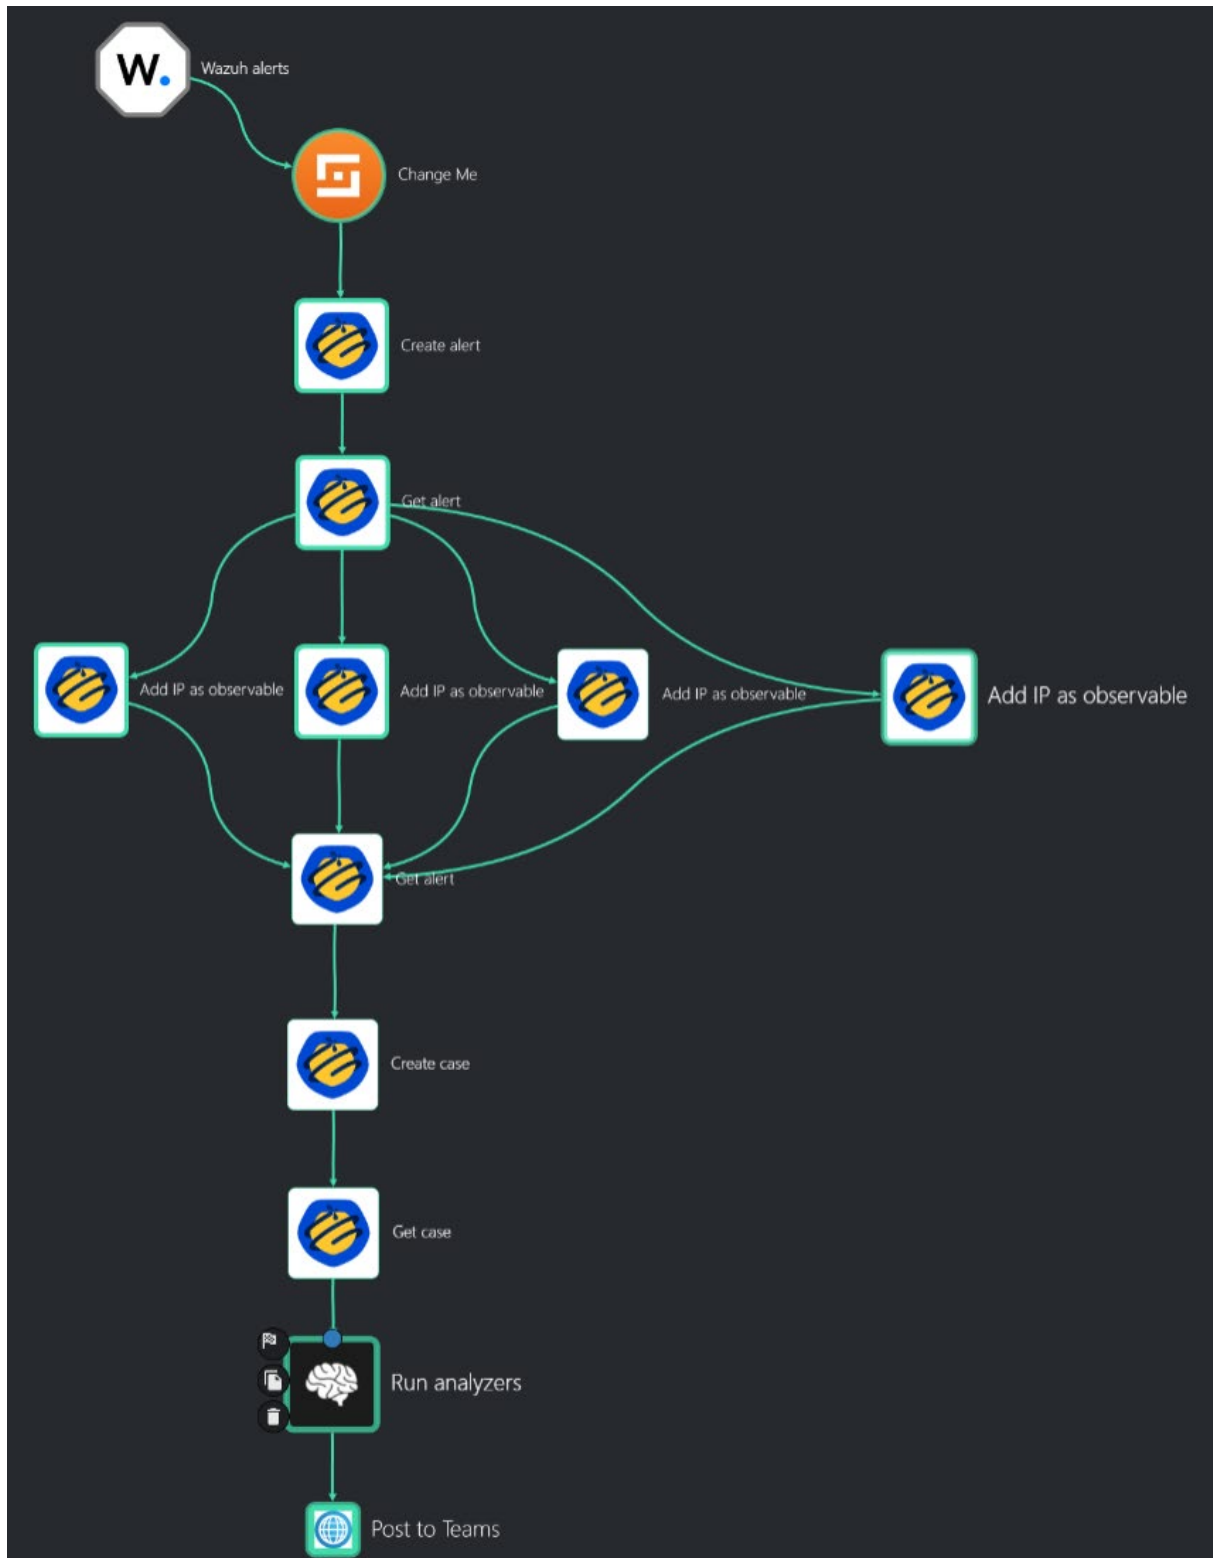 W.
Wazuh alerts
Change Me
Create alert
Get alert
Add IP as observable
Add IP as observable
Add IP as observable
Add IP as observable
Get alert
Create case
Get case
Run analyzers
Post to Teams